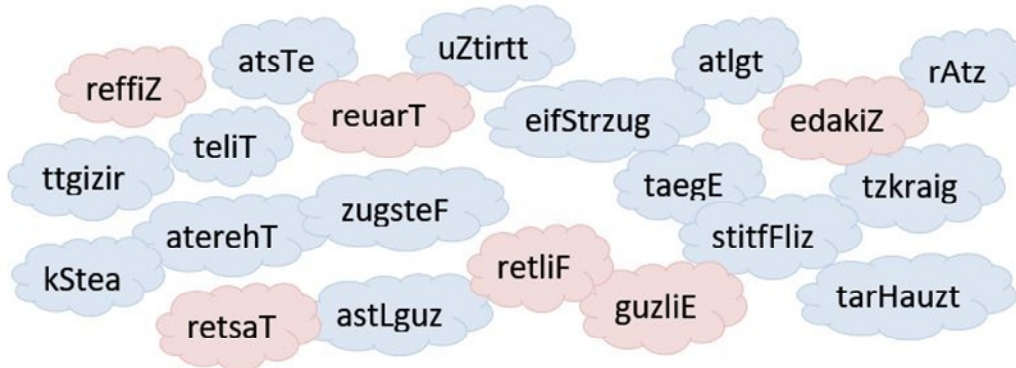 reffiZ
atsTe
uZtirtt
atlgt
rAtz
reuarT
eifStrzug
edakiZ
teliT
ttgizir
taegE
tzkraig
zugsteF
aterehT
stitfFliz
kStea
retliF
guzliE
tarHauzt
retsaT
astLguz